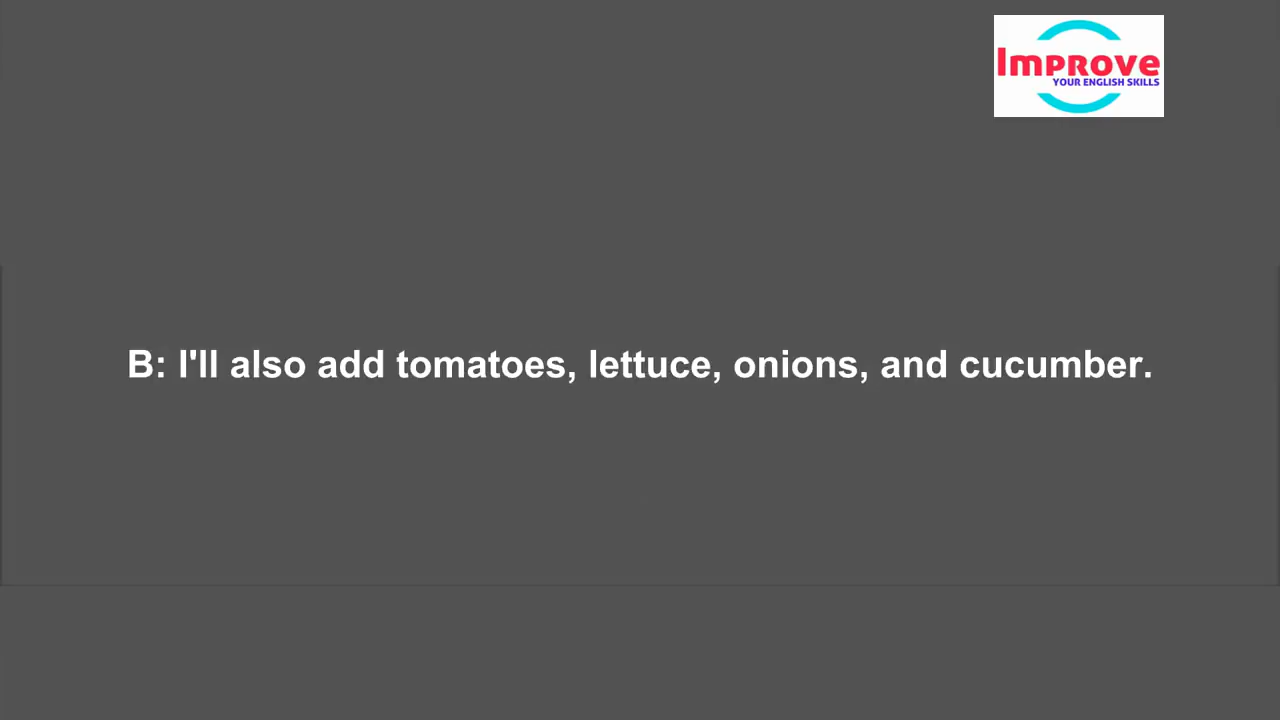 Improve
YOUR ENGLISH SKILLS
B: I'll also add tomatoes, lettuce, onions, and cucumber.